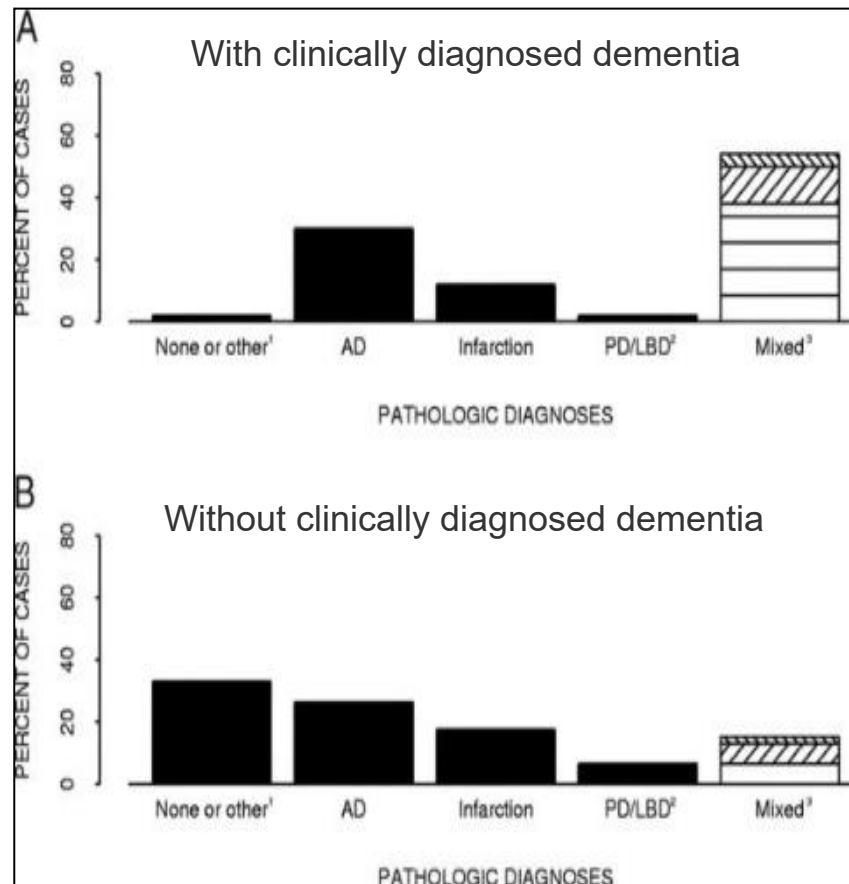 A
With clinically diagnosed dementia
PERCENT OF CASES
80
60
40
20
0
None or other¹ AD Infarction PD/LBD² Mixed³
PATHOLOGIC DIAGNOSES
B
Without clinically diagnosed dementia
PERCENT OF CASES
80
60
40
20
0
None or other¹ AD Infarction PD/LBD² Mixed³
PATHOLOGIC DIAGNOSES